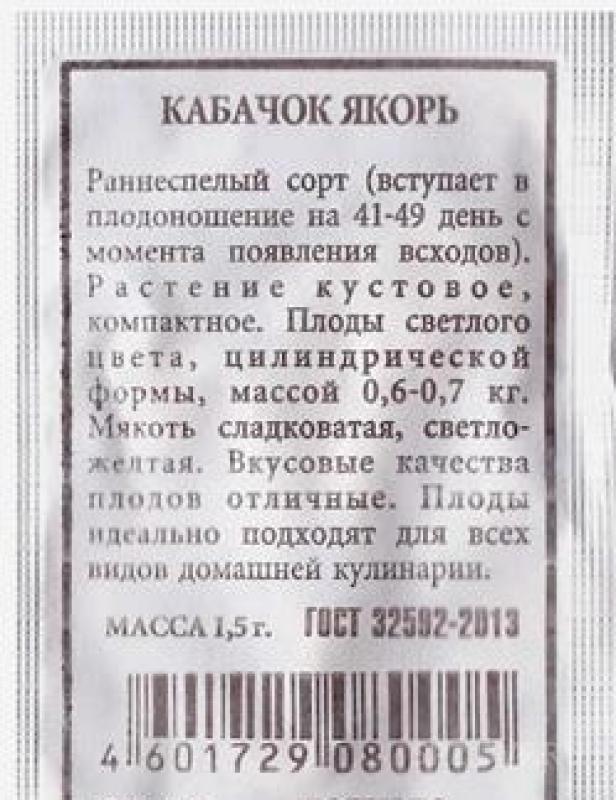 КАБАЧОК ЯКОРЬ
Раннеспелый сорт (вступает в
плодоношение на 41-49 день с
момента появления всходов).
Растение кустовое,
компактное. Плоды светлого
цвета, цилиндрической
формы, массой 0,6-0,7 кг.
Мякоть сладковатая, светло-
желтая. Вкусовые качества
плодов отличные. Плоды
идеально подходят для всех
видов домашней кулинарии.
МАССА 1,5 г. ГОСТ 32592-2013
4 601729 080005